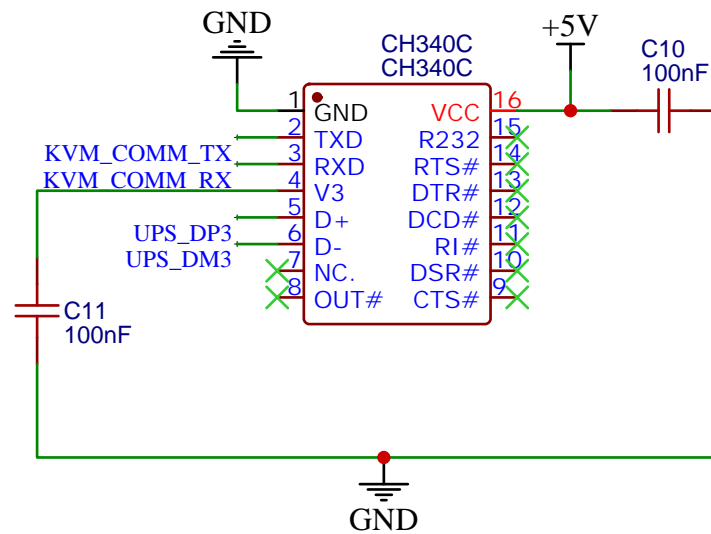 GND
+5V
CH340C
CH340C
C10
100nF
1
GND
VCC
16
2
TXD
R232
15
KVM_COMM_TX
3
RXD
RTS#
14
KVM_COMM_RX
4
V3
DTR#
13
5
D+
DCD#
12
UPS_DP3
6
D-
RI#
11
UPS_DM3
7
NC.
DSR#
10
8
OUT#
CTS#
9
C11
100nF
GND